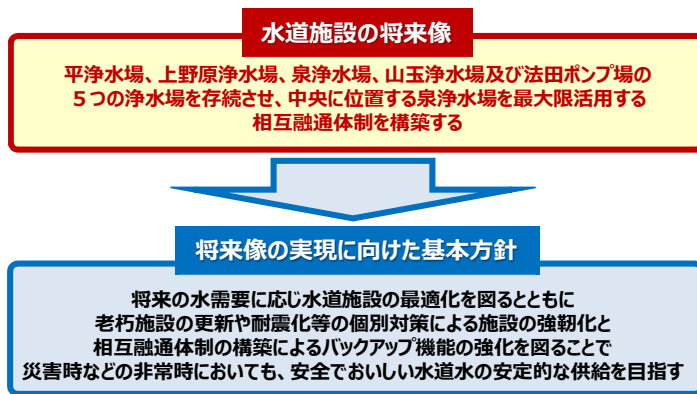 水道施設の将来像
平浄水場、上野原浄水場、泉浄水場、山玉浄水場及び法田ポンプ場の
５つの浄水場を存続させ、中央に位置する泉浄水場を最大限活用する
相互融通体制を構築する
将来像の実現に向けた基本方針
将来の水需要に応じ水道施設の最適化を図るとともに
老朽施設の更新や耐震化等の個別対策による施設の強靭化と
相互融通体制の構築によるバックアップ機能の強化を図ることで
災害時などの非常時においても、安全でおいしい水道水の安定的な供給を目指す